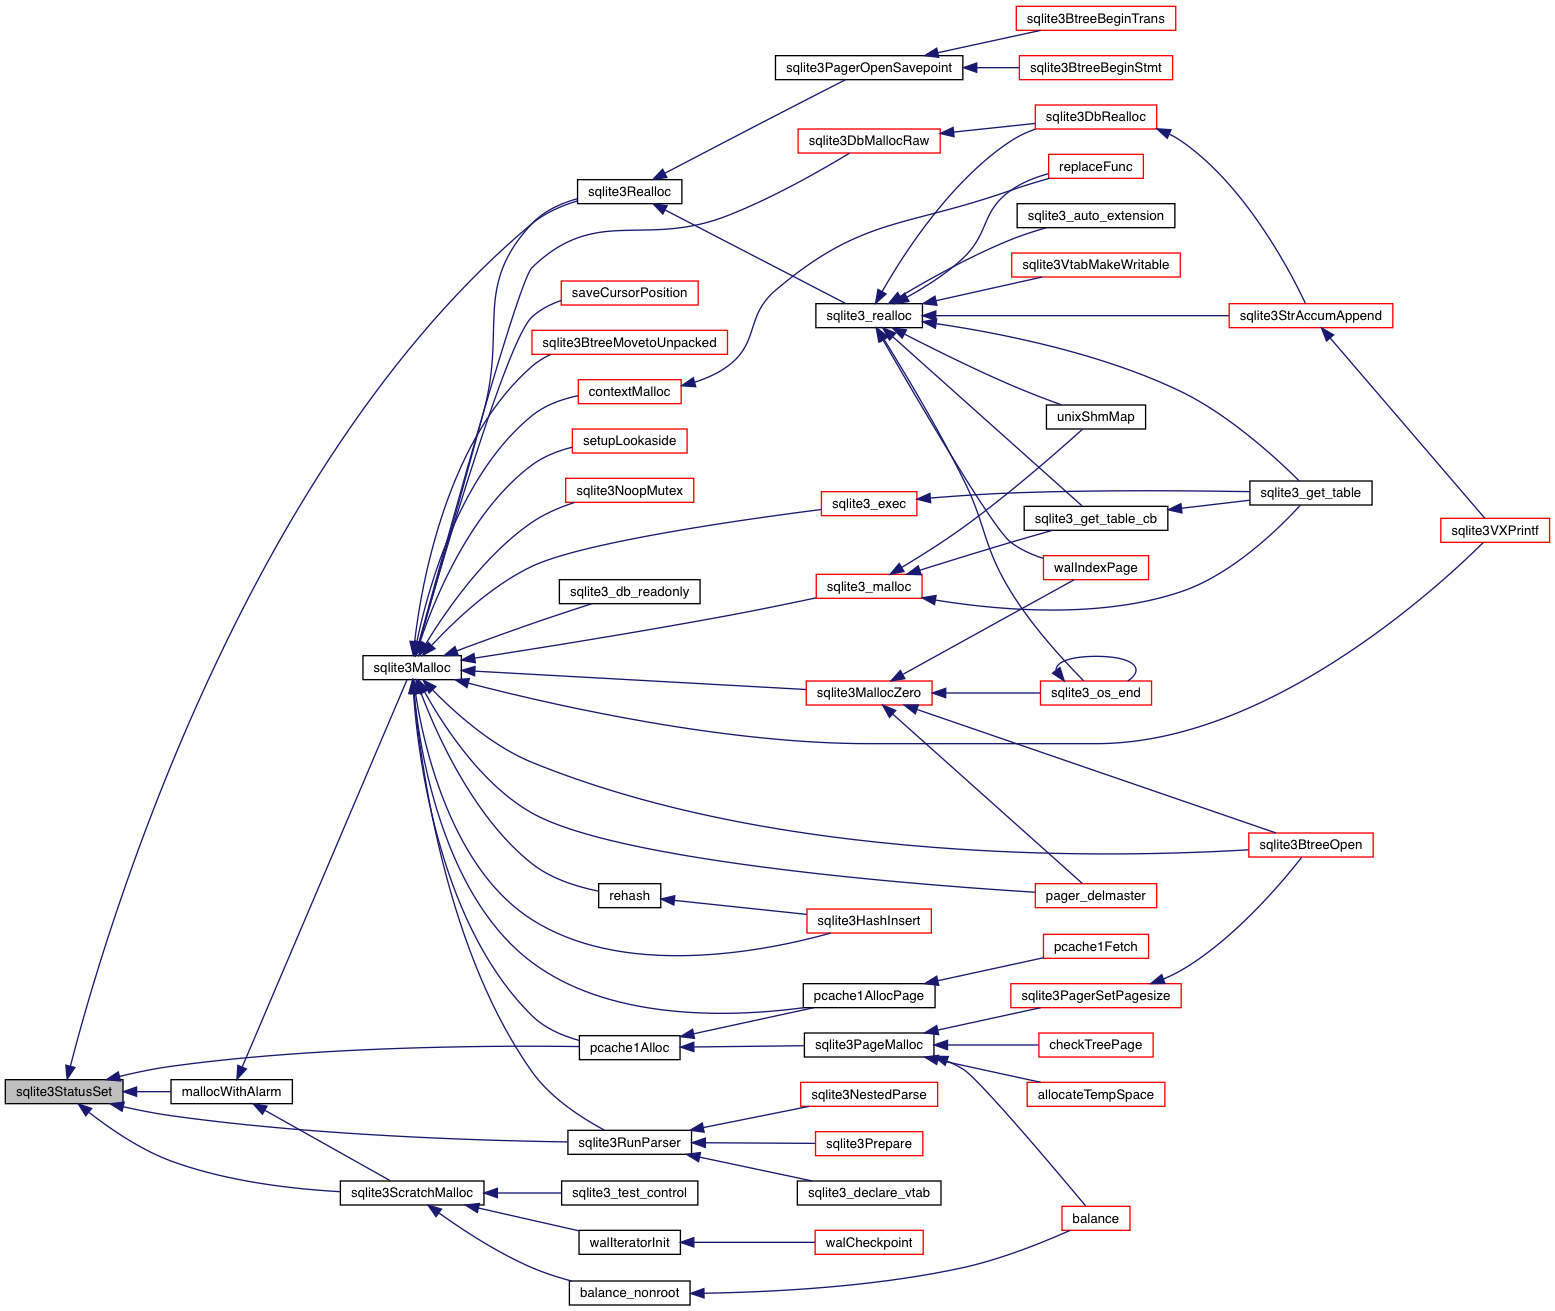 sqlite3BtreeBeginTrans
sqlite3PagerOpenSavepoint
sqlite3BtreeBeginStmt
sqlite3DbRealloc
sqlite3DbMallocRaw
replaceFunc
sqlite3Realloc
sqlite3_auto_extension
sqlite3VtabMakeWritable
saveCursorPosition
sqlite3_realloc
sqlite3StrAccumAppend
sqlite3BtreeMovetoUnpacked
contextMalloc
unixShmMap
setupLookaside
sqlite3NoopMutex
sqlite3_exec
sqlite3_get_table
sqlite3_get_table_cb
sqlite3VXPrintf
walIndexPage
sqlite3_db_readonly
sqlite3_malloc
sqlite3Malloc
sqlite3MallocZero
sqlite3_os_end
sqlite3BtreeOpen
rehash
pager_delmaster
sqlite3HashInsert
pcache1Fetch
pcache1AllocPage
sqlite3PagerSetPagesize
pcache1Alloc
sqlite3PageMalloc
checkTreePage
sqlite3StatusSet
mallocWithAlarm
sqlite3NestedParse
allocateTempSpace
sqlite3RunParser
sqlite3Prepare
sqlite3ScratchMalloc
sqlite3_test_control
sqlite3_declare_vtab
balance
walIteratorInit
walCheckpoint
balance_nonroot